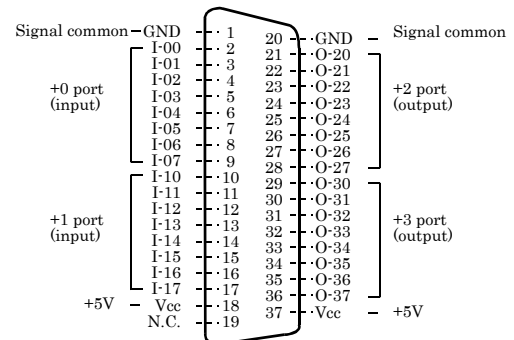 Signal common GND 1
I-00 2
I-01 3
I-02 4
I-03 5
I-04 6
I-05 7
I-06 8
I-07 9
+0 port
(input)
I-10 10
I-11 11
I-12 12
I-13 13
I-14 14
I-15 15
I-16 16
I-17 17
+1 port
(input)
+5V Vcc 18
N.C. 19
20 GND Signal common
21 O-20
22 O-21
23 O-22
24 O-23
25 O-24
26 O-25
27 O-26
28 O-27
+2 port
(output)
29 O-30
30 O-31
31 O-32
32 O-33
33 O-34
34 O-35
35 O-36
36 O-37
+3 port
(output)
37 Vcc +5V